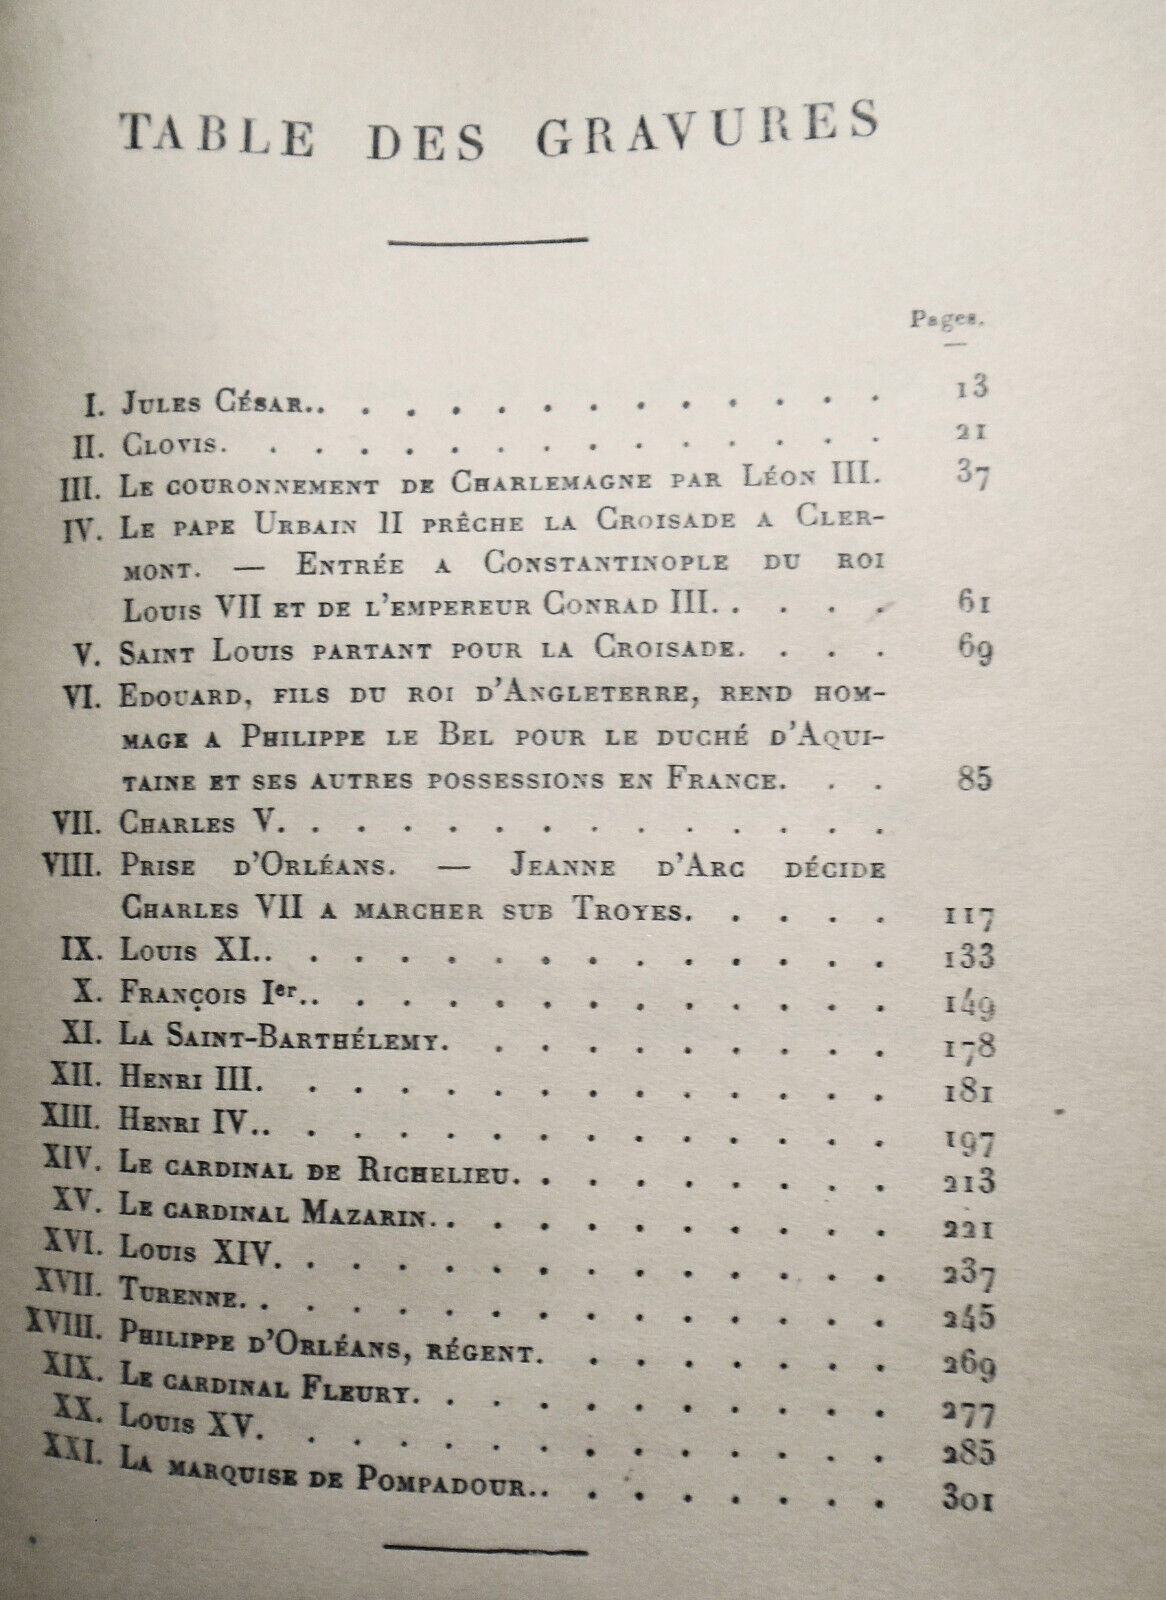 TABLE DES GRAVURES
Pages.
I. JULES CÉSAR.. . . . . . . . . . . . . . 13
II. CLOVIS. . . . . . . . . . . . . . . . 21
III. LE COURONNEMENT DE CHARLEMAGNE PAR LÉON III. 37
IV. LE PAPE URBAIN II PRÊCHE LA CROISADE A CLER-
MONT. — ENTRÉE A CONSTANTINOPLE DU ROI
LOUIS VII ET DE L'EMPEREUR CONRAD III. . . . . 61
V. SAINT LOUIS PARTANT POUR LA CROISADE. . . . 69
VI. EDOUARD, FILS DU ROI D'ANGLETERRE, REND HOM-
MAGE A PHILIPPE LE BEL POUR LE DUCHÉ D'AQUI-
TAINE ET SES AUTRES POSSESSIONS EN FRANCE. . . 85
VII. CHARLES V. . . . . . . . . . . . . . .
VIII. PRISE D'ORLÉANS. — JEANNE D'ARC DÉCIDE
CHARLES VII A MARCHER SUB TROYES. . . . . 117
IX. LOUIS XI.. . . . . . . . . . . . . . . 133
X. FRANÇOIS Ier.. . . . . . . . . . . . . 149
XI. LA SAINT-BARTHÉLEMY. . . . . . . . . . . 178
XII. HENRI III. . . . . . . . . . . . . . . 181
XIII. HENRI IV.. . . . . . . . . . . . . . . 197
XIV. LE CARDINAL DE RICHELIEU. . . . . . . . . 213
XV. LE CARDINAL MAZARIN. . . . . . . . . . . 221
XVI. LOUIS XIV. . . . . . . . . . . . . . . 237
XVII. TURENNE. . . . . . . . . . . . . . . . 245
XVIII. PHILIPPE D'ORLÉANS, RÉGENT. . . . . . . . . 269
XIX. LE CARDINAL FLEURY. . . . . . . . . . . . 277
XX. LOUIS XV. . . . . . . . . . . . . . . 285
XXI. LA MARQUISE DE POMPADOUR.. . . . . . . . 301